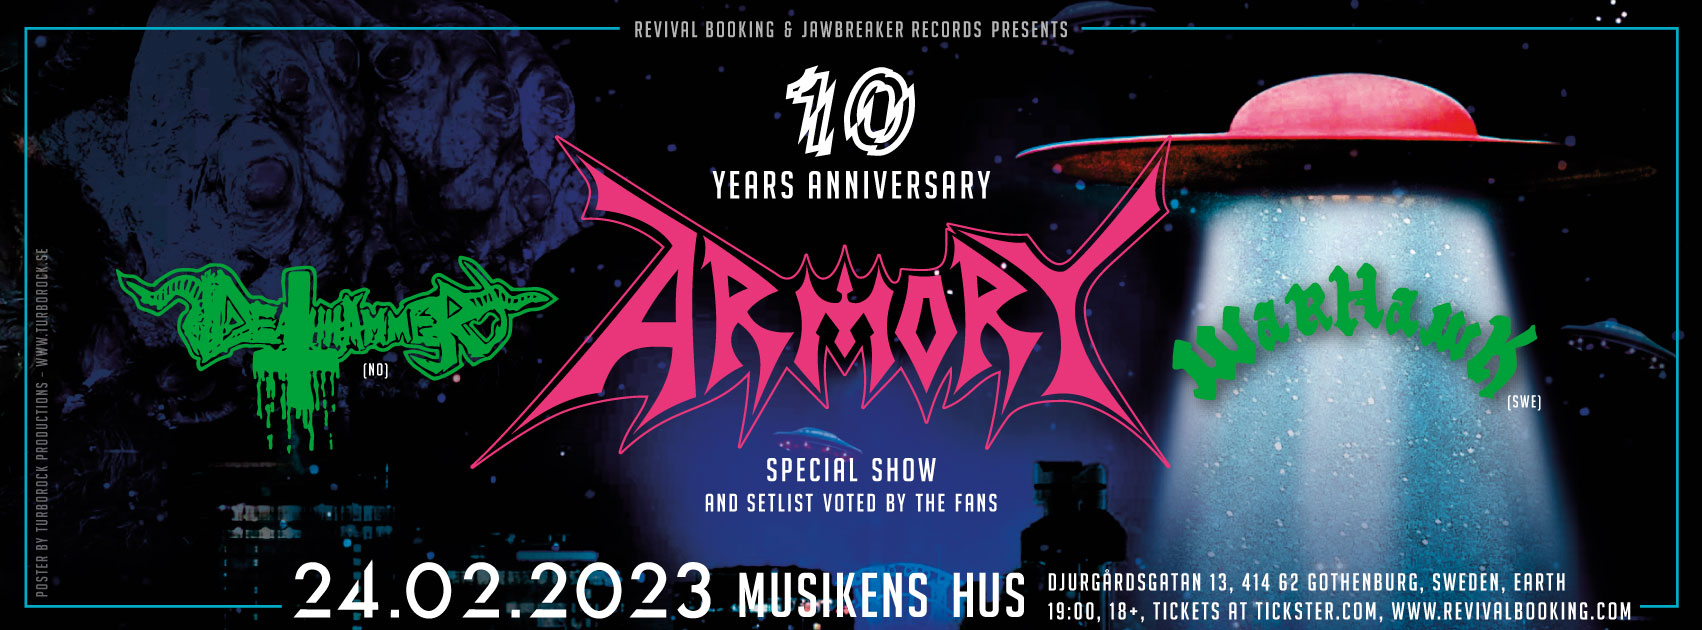 REVIVAL BOOKING & JAWBREAKER RECORDS PRESENTS
10
YEARS ANNIVERSARY
ARMORY
DEATHHAMMER
(NO)
WARHAWK
(SWE)
SPECIAL SHOW
AND SETLIST VOTED BY THE FANS
24.02.2023 MUSIKENS HUS
DJURGÅRDSGATAN 13, 414 62 GOTHENBURG, SWEDEN, EARTH
19:00, 18+, TICKETS AT TICKSTER.COM, WWW.REVIVALBOOKING.COM
POSTER BY TURBOROCK PRODUCTIONS - WWW.TURBOROCK.SE